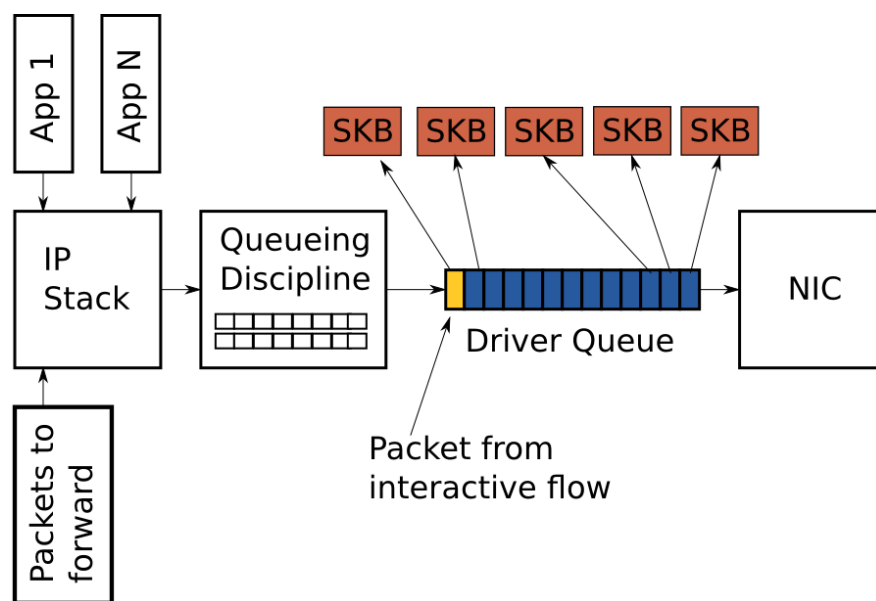 App 1
App N
SKB
SKB
SKB
SKB
SKB
IP
Stack
Queueing
Discipline
NIC
Driver Queue
Packet from
interactive flow
Packets to
forward